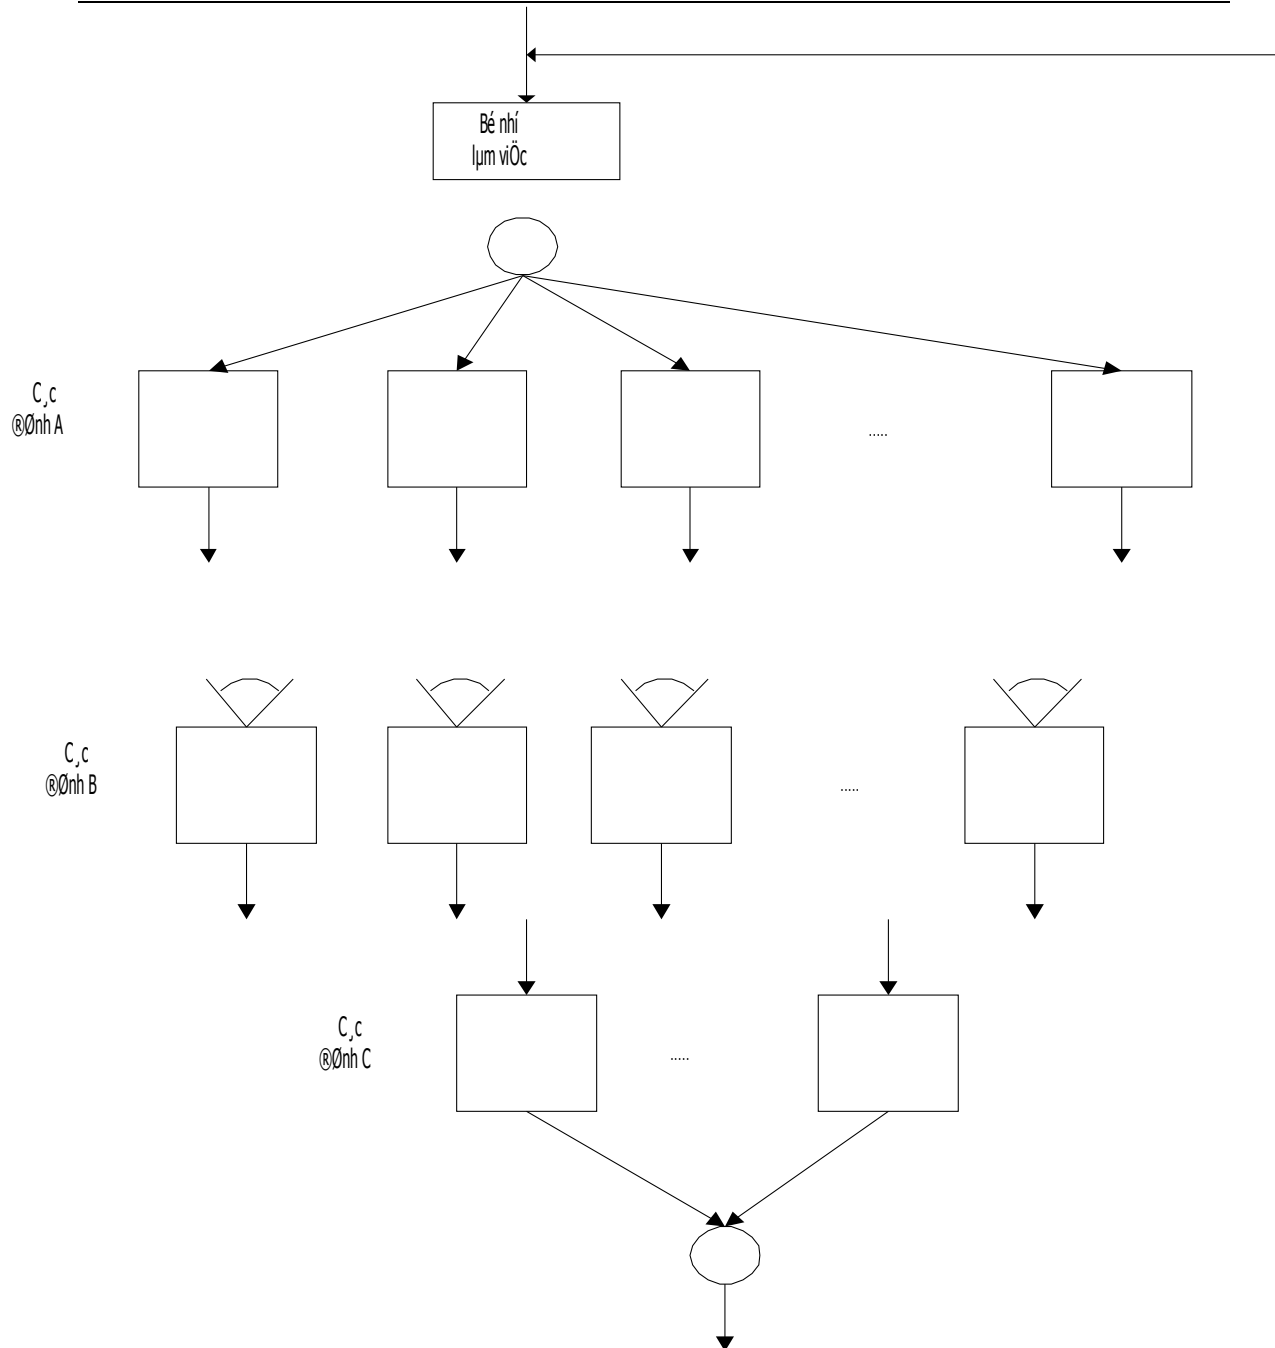 Bé nhí
lµm viÖc
C¸c
®Ønh A
.....
C¸c
®Ønh B
.....
C¸c
®Ønh C
.....